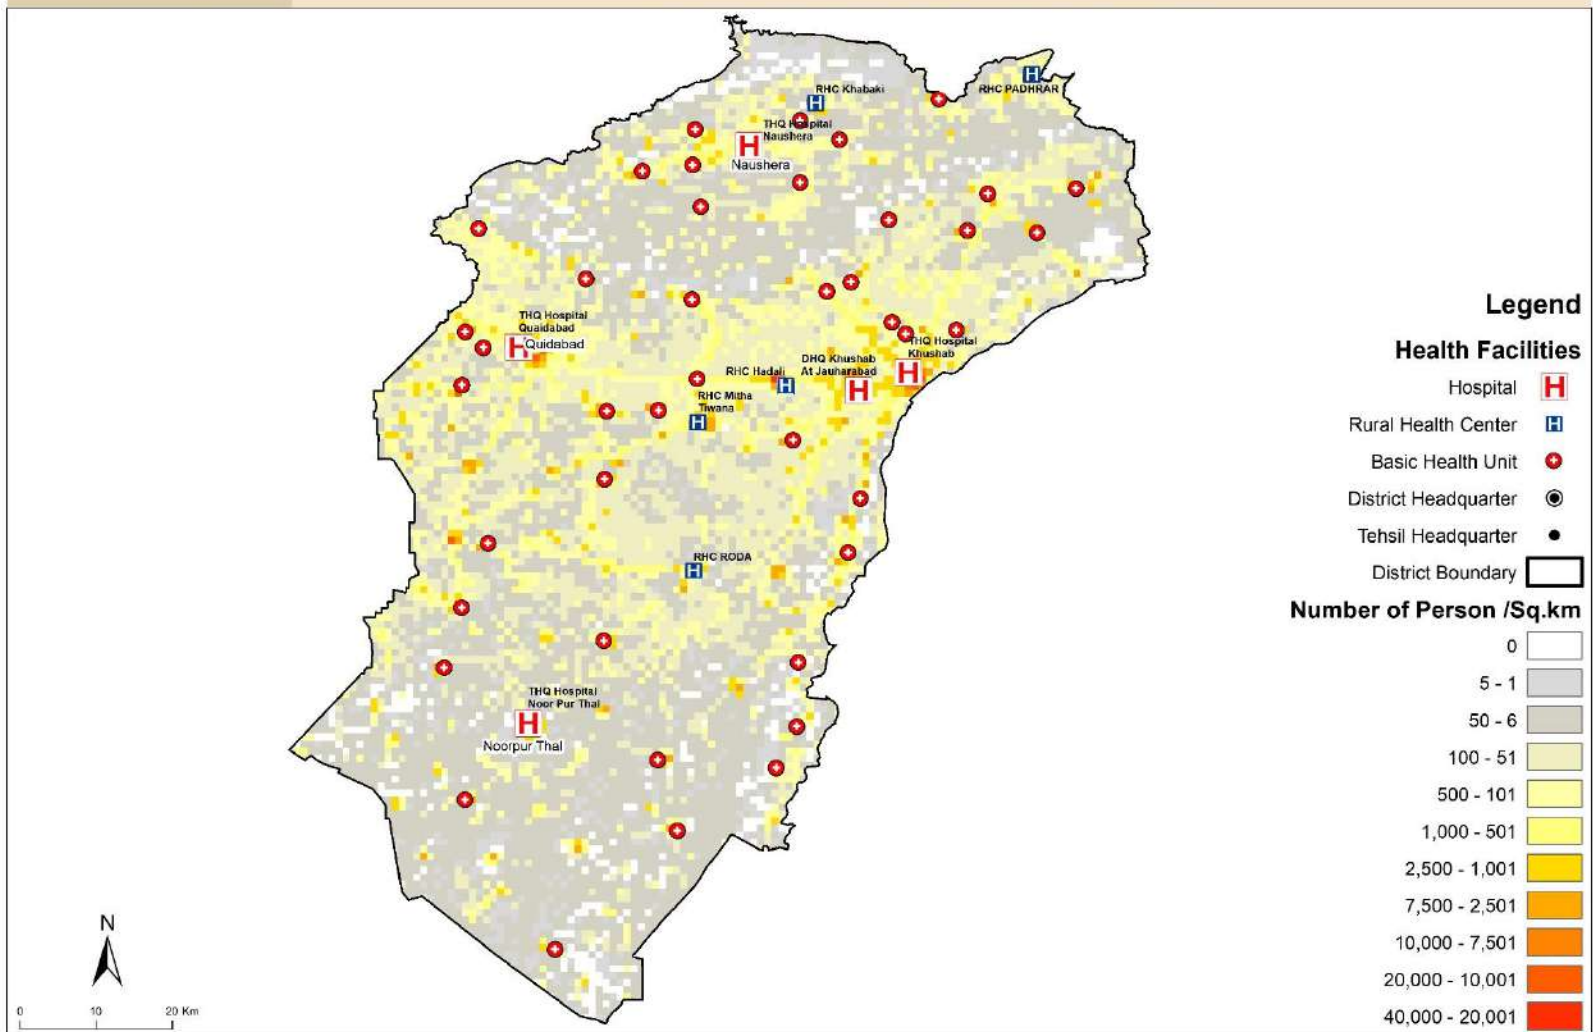 RHC Khabaki
RHC PADHRAR
THQ Hospital
Naushera
Naushera
THQ Hospital
Quaidabad
Quidabad
THQ Hospital
Khushab
DHQ Khushab
At Jauharabad
RHC Hadali
RHC Mitha
Tiwana
RHC RODA
THQ Hospital
Noor Pur Thal
Noorpur Thal
Legend
Health Facilities
Hospital
Rural Health Center
Basic Health Unit
District Headquarter
Tehsil Headquarter
District Boundary
Number of Person /Sq.km
0
5 - 1
50 - 6
100 - 51
500 - 101
1,000 - 501
2,500 - 1,001
7,500 - 2,501
10,000 - 7,501
20,000 - 10,001
40,000 - 20,001
N
0 10 20 Km